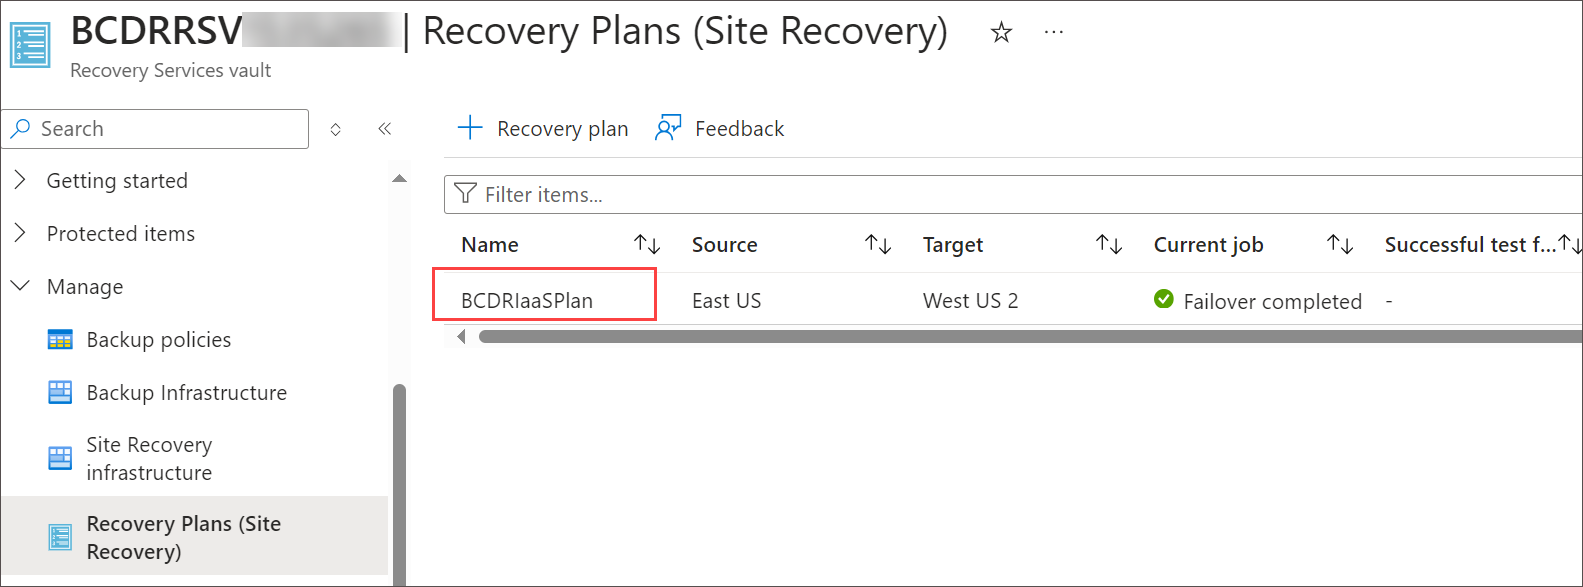 BCDRRSV | Recovery Plans (Site Recovery)
Recovery Services vault
Search
Recovery plan
Feedback
Getting started
Protected items
Manage
Backup policies
Backup Infrastructure
Site Recovery
infrastructure
Recovery Plans (Site
Recovery)
Filter items...
Name Source Target Current job Successful test f...
BCDRIaaSPlan East US West US 2 Failover completed -